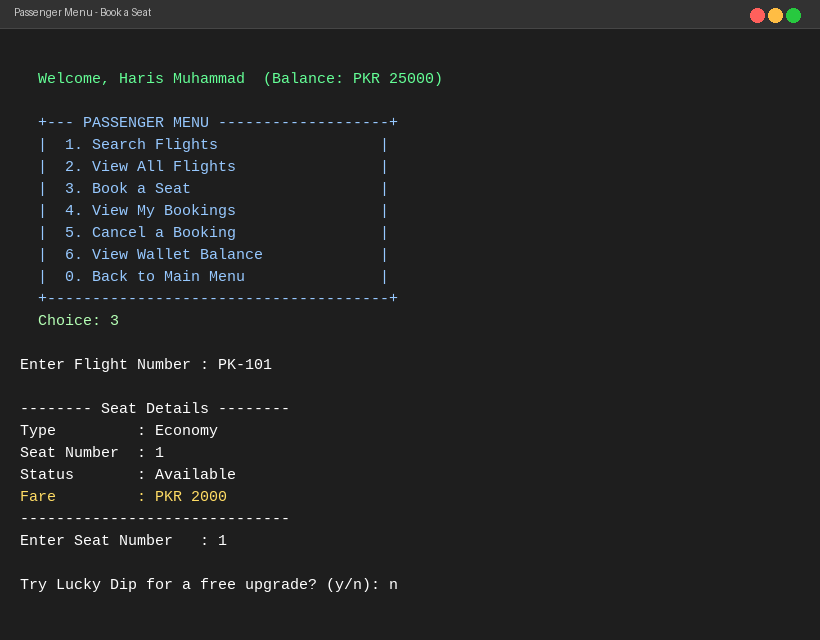 Passenger Menu - Book a Seat
Welcome, Haris Muhammad  (Balance: PKR 25000)
+--- PASSENGER MENU -------------------+
|  1. Search Flights                  |
|  2. View All Flights                |
|  3. Book a Seat                     |
|  4. View My Bookings                |
|  5. Cancel a Booking                |
|  6. View Wallet Balance             |
|  0. Back to Main Menu               |
+--------------------------------------+
Choice: 3
Enter Flight Number : PK-101
-------- Seat Details --------
Type         : Economy
Seat Number  : 1
Status       : Available
Fare         : PKR 2000
------------------------------
Enter Seat Number   : 1
Try Lucky Dip for a free upgrade? (y/n): n